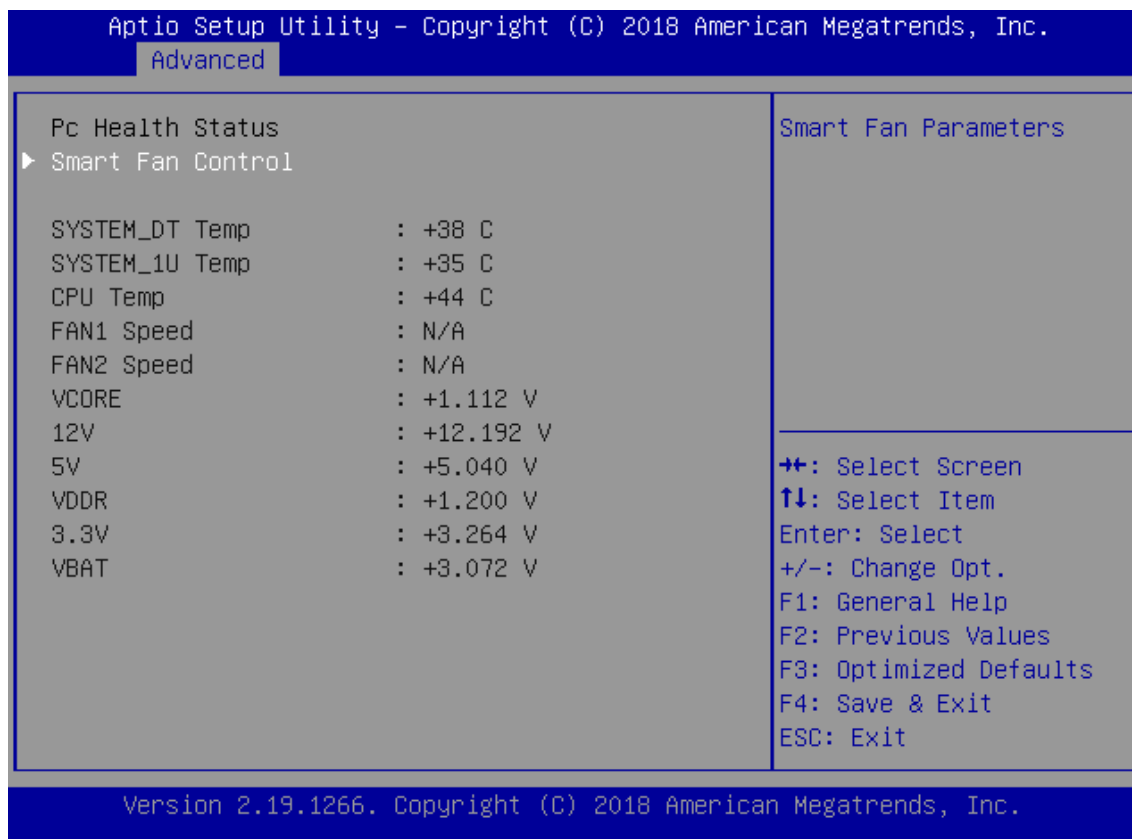 Aptio Setup Utility – Copyright (C) 2018 American Megatrends, Inc.
Advanced
Pc Health Status
Smart Fan Control
SYSTEM_DT Temp : +38 C
SYSTEM_1U Temp : +35 C
CPU Temp : +44 C
FAN1 Speed : N/A
FAN2 Speed : N/A
VCORE : +1.112 V
12V : +12.192 V
5V : +5.040 V
VDDR : +1.200 V
3.3V : +3.264 V
VBAT : +3.072 V
Smart Fan Parameters
→←: Select Screen
↑↓: Select Item
Enter: Select
+/-: Change Opt.
F1: General Help
F2: Previous Values
F3: Optimized Defaults
F4: Save & Exit
ESC: Exit
Version 2.19.1266. Copyright (C) 2018 American Megatrends, Inc.